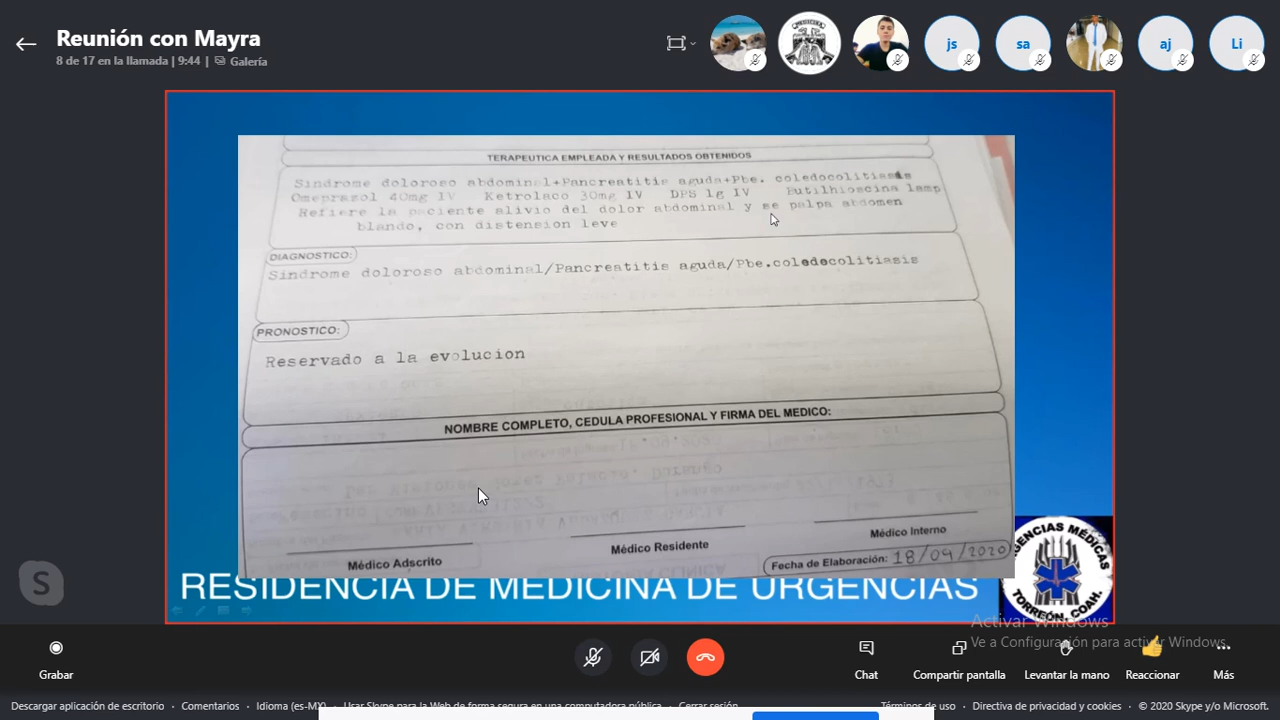 Reunión con Mayra
8 de 17 en la llamada | 9:44 | Galería
js
sa
aj
Li
TERAPEUTICA EMPLEADA Y RESULTADOS OBTENIDOS
Sindrome doloroso abdominal+Pancreatitis aguda+Pbe. coledocolitiasis
Omeprazol 40mg IV Ketrolaco 30mg IV DPS 1g IV Butilhioscina lamp
Refiere la paciente alivio del dolor abdominal y se palpa abdomen
blando, con distension leve
DIAGNOSTICO:
Sindrome doloroso abdominal/Pancreatitis aguda/Pbe.coledocolitiasis
PRONOSTICO:
Reservado a la evolucion
NOMBRE COMPLETO, CEDULA PROFESIONAL Y FIRMA DEL MEDICO:
Médico Adscrito
Médico Residente
Médico Interno
Fecha de Elaboración: 18/04/2020
RESIDENCIA DE MEDICINA DE URGENCIAS
GENCIAS MÉDICAS
TORREÓN, COAH.
S
Activar Windows
Ve a Configuración para activar Windows.
Grabar
Chat
Compartir pantalla
Levantar la mano
Reaccionar
Más
Descargar aplicación de escritorio
Comentarios
Idioma (es-MX)
Usar Skype para la Web de forma segura en una computadora pública
Cerrar sesión
Términos de uso
Directiva de privacidad y cookies
© 2020 Skype y/o Microsoft.